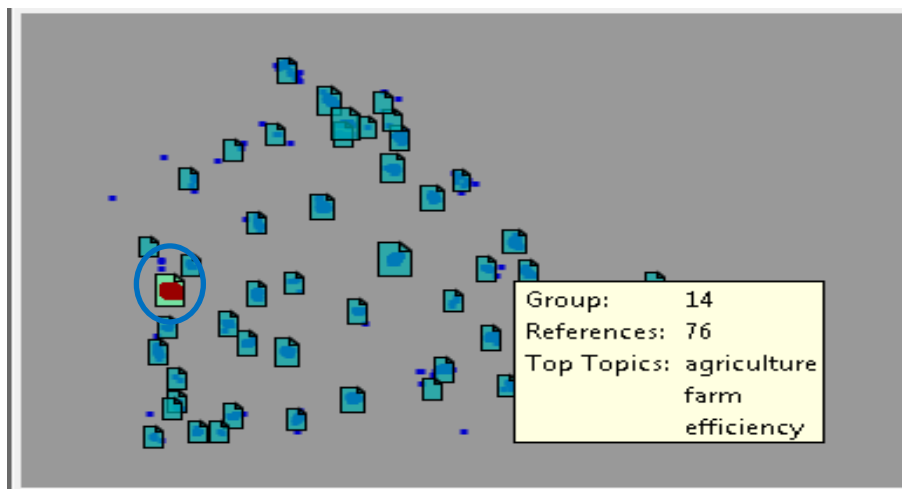 Group: 14
References: 76
Top Topics: agriculture
farm
efficiency